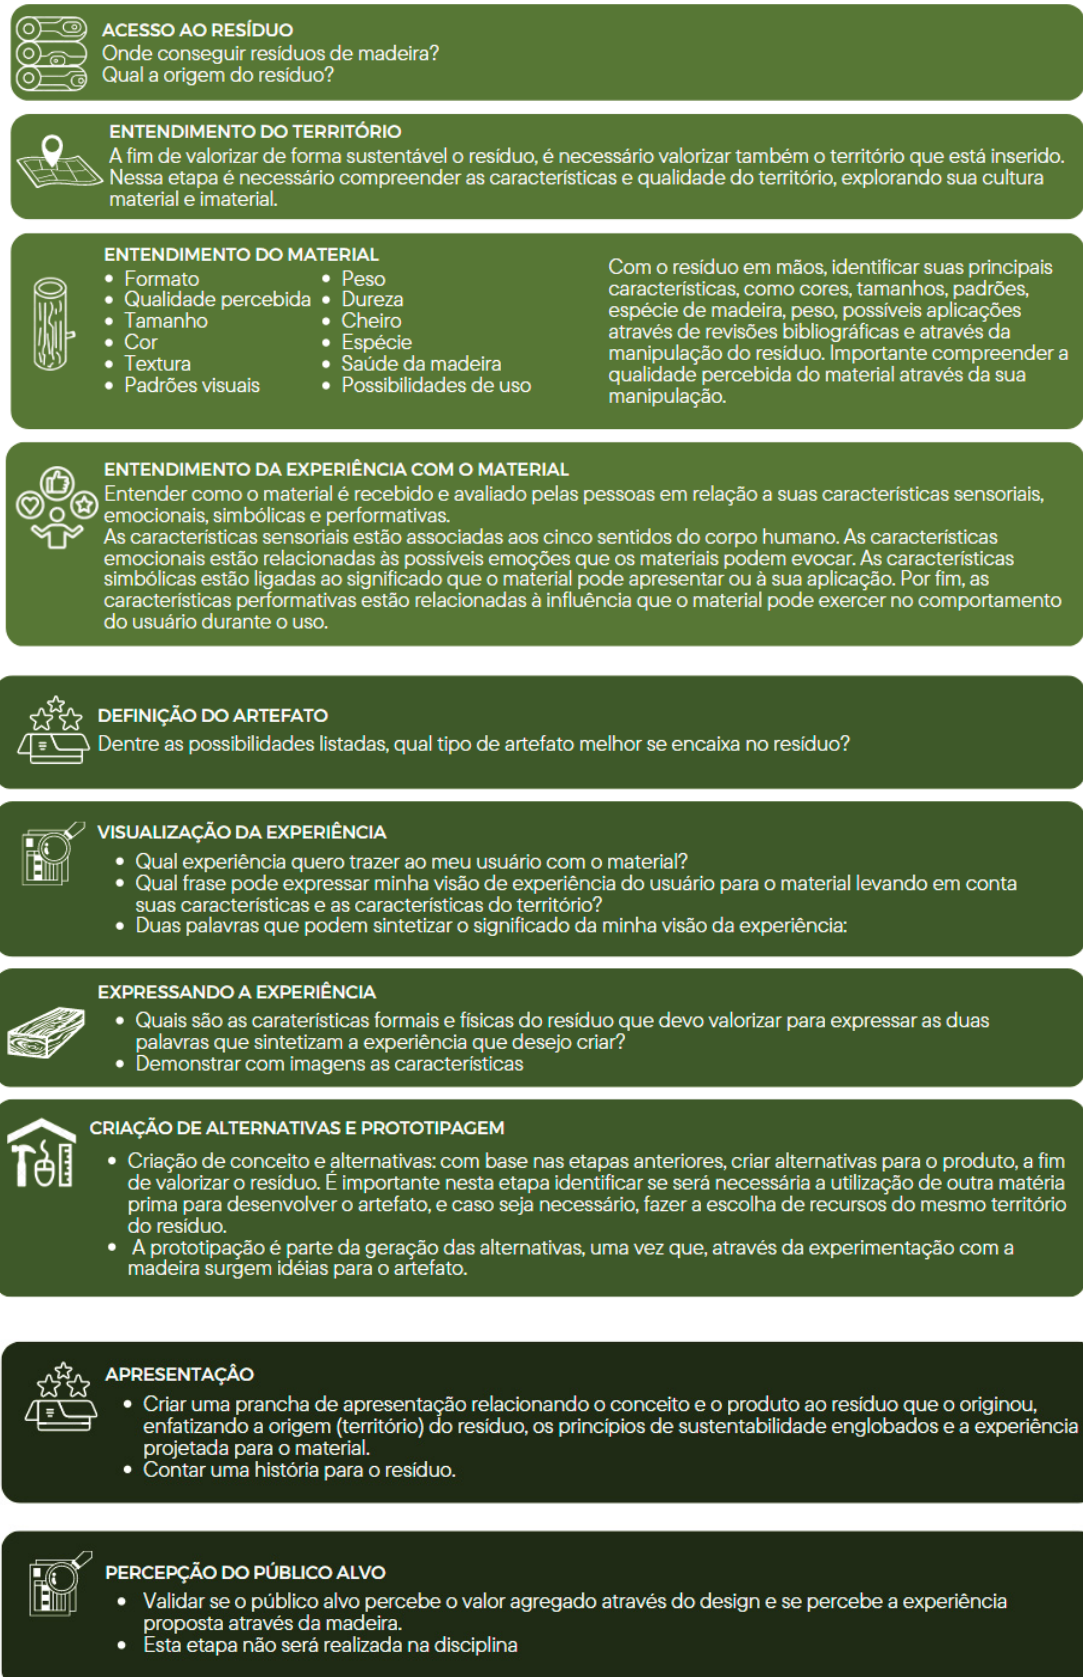 ACESSO AO RESÍDUO
Onde conseguir resíduos de madeira?
Qual a origem do resíduo?
ENTENDIMENTO DO TERRITÓRIO
A fim de valorizar de forma sustentável o resíduo, é necessário valorizar também o território que está inserido.
Nessa etapa é necessário compreender as características e qualidade do território, explorando sua cultura
material e imaterial.
ENTENDIMENTO DO MATERIAL
• Formato
• Qualidade percebida
• Tamanho
• Cor
• Textura
• Padrões visuais
• Peso
• Dureza
• Cheiro
• Espécie
• Saúde da madeira
• Possibilidades de uso
Com o resíduo em mãos, identificar suas principais
características, como cores, tamanhos, padrões,
espécie de madeira, peso, possíveis aplicações
através de revisões bibliográficas e através da
manipulação do resíduo. Importante compreender a
qualidade percebida do material através da sua
manipulação.
ENTENDIMENTO DA EXPERIÊNCIA COM O MATERIAL
Entender como o material é recebido e avaliado pelas pessoas em relação a suas características sensoriais,
emocionais, simbólicas e performativas.
As características sensoriais estão associadas aos cinco sentidos do corpo humano. As características
emocionais estão relacionadas às possíveis emoções que os materiais podem evocar. As características
simbólicas estão ligadas ao significado que o material pode apresentar ou à sua aplicação. Por fim, as
características performativas estão relacionadas à influência que o material pode exercer no comportamento
do usuário durante o uso.
DEFINIÇÃO DO ARTEFATO
Dentre as possibilidades listadas, qual tipo de artefato melhor se encaixa no resíduo?
VISUALIZAÇÃO DA EXPERIÊNCIA
• Qual experiência quero trazer ao meu usuário com o material?
• Qual frase pode expressar minha visão de experiência do usuário para o material levando em conta
suas características e as características do território?
• Duas palavras que podem sintetizar o significado da minha visão da experiência:
EXPRESSANDO A EXPERIÊNCIA
• Quais são as caraterísticas formais e físicas do resíduo que devo valorizar para expressar as duas
palavras que sintetizam a experiência que desejo criar?
• Demonstrar com imagens as características
CRIAÇÃO DE ALTERNATIVAS E PROTOTIPAGEM
• Criação de conceito e alternativas: com base nas etapas anteriores, criar alternativas para o produto, a fim
de valorizar o resíduo. É importante nesta etapa identificar se será necessária a utilização de outra matéria
prima para desenvolver o artefato, e caso seja necessário, fazer a escolha de recursos do mesmo território
do resíduo.
• A prototipação é parte da geração das alternativas, uma vez que, através da experimentação com a
madeira surgem idéias para o artefato.
APRESENTAÇÂO
• Criar uma prancha de apresentação relacionando o conceito e o produto ao resíduo que o originou,
enfatizando a origem (território) do resíduo, os princípios de sustentabilidade englobados e a experiência
projetada para o material.
• Contar uma história para o resíduo.
PERCEPÇÃO DO PÚBLICO ALVO
• Validar se o público alvo percebe o valor agregado através do design e se percebe a experiência
proposta através da madeira.
• Esta etapa não será realizada na disciplina